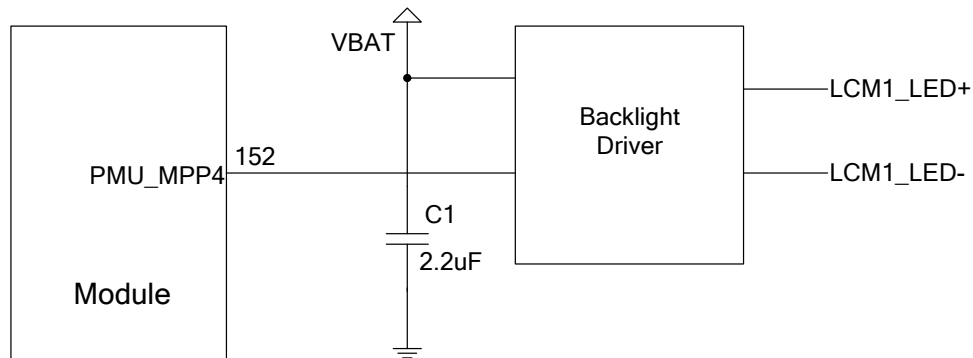 VBAT
LCM1_LED+
Backlight
Driver
152
PMU_MPP4
LCM1_LED-
C1
2.2uF
Module